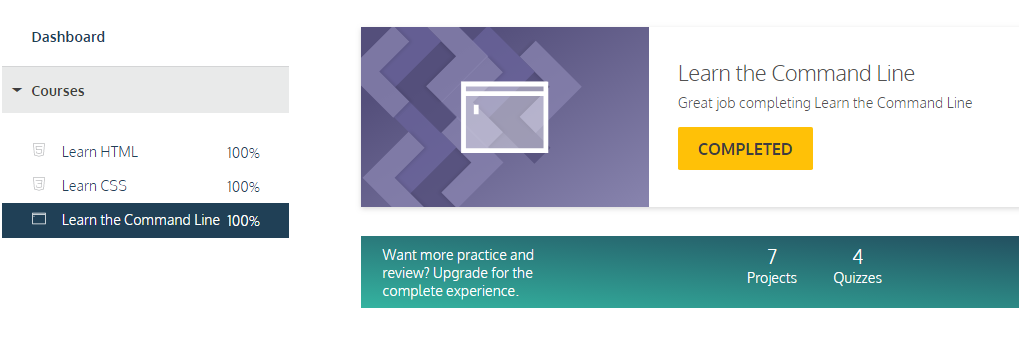 Dashboard
Courses
Learn HTML 100%
Learn CSS 100%
Learn the Command Line 100%
Learn the Command Line
Great job completing Learn the Command Line
COMPLETED
Want more practice and
review? Upgrade for the
complete experience.
7 4
Projects Quizzes